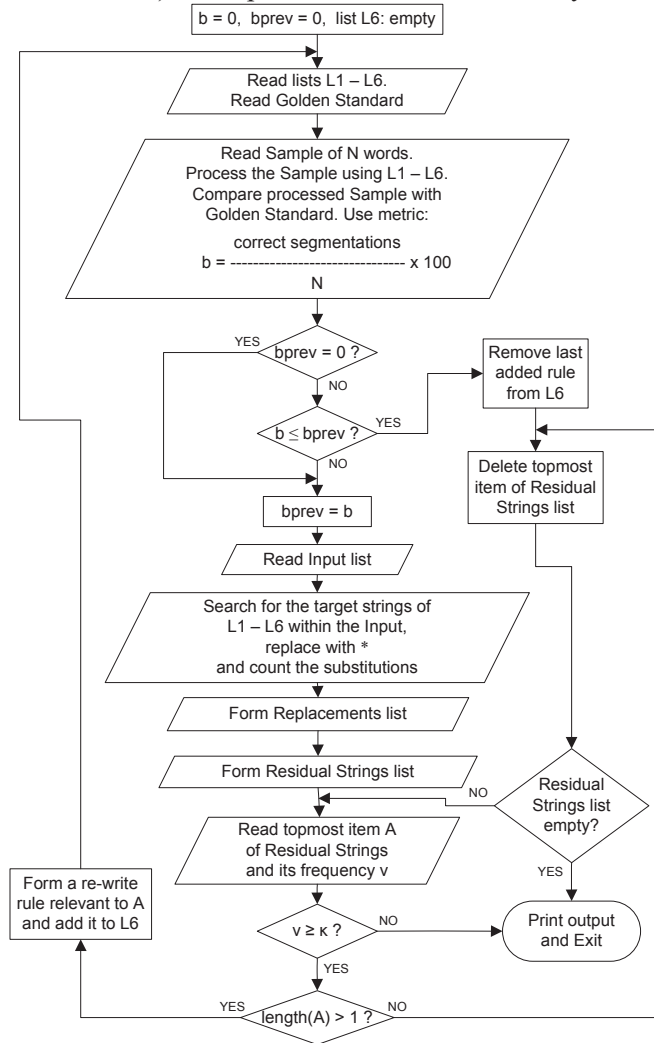 b = 0, bprev = 0, list L6: empty
Read lists L1 – L6.
Read Golden Standard
Read Sample of N words.
Process the Sample using L1 – L6.
Compare processed Sample with
Golden Standard. Use metric:
correct segmentations
b = ------------------------------- x 100
N
YES
bprev = 0 ?
NO
b ≤ bprev ?
YES
NO
Remove last
added rule
from L6
Delete topmost
item of Residual
Strings list
bprev = b
Read Input list
Search for the target strings of
L1 – L6 within the Input,
replace with *
and count the substitutions
Form Replacements list
Form Residual Strings list
NO
Residual
Strings list
empty?
YES
Read topmost item A
of Residual Strings
and its frequency v
Form a re-write
rule relevant to A
and add it to L6
v ≥ κ ?
NO
Print output
and Exit
YES
YES
length(A) > 1 ?
NO